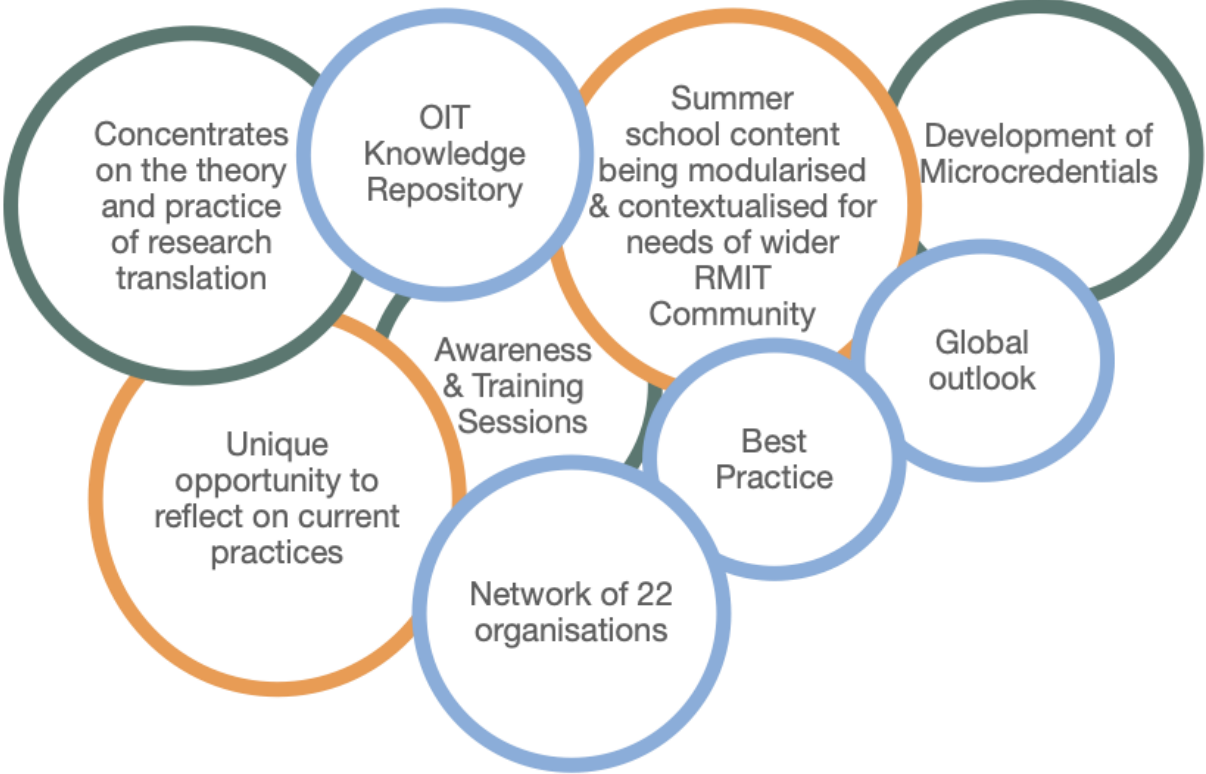 Concentrates
on the theory
and practice
of research
translation
OIT
Knowledge
Repository
Summer
school content
being modularised
& contextualised for
needs of wider
RMIT
Community
Development of
Microcredentials
Global
outlook
Awareness
& Training
Sessions
Best
Practice
Unique
opportunity to
reflect on current
practices
Network of 22
organisations